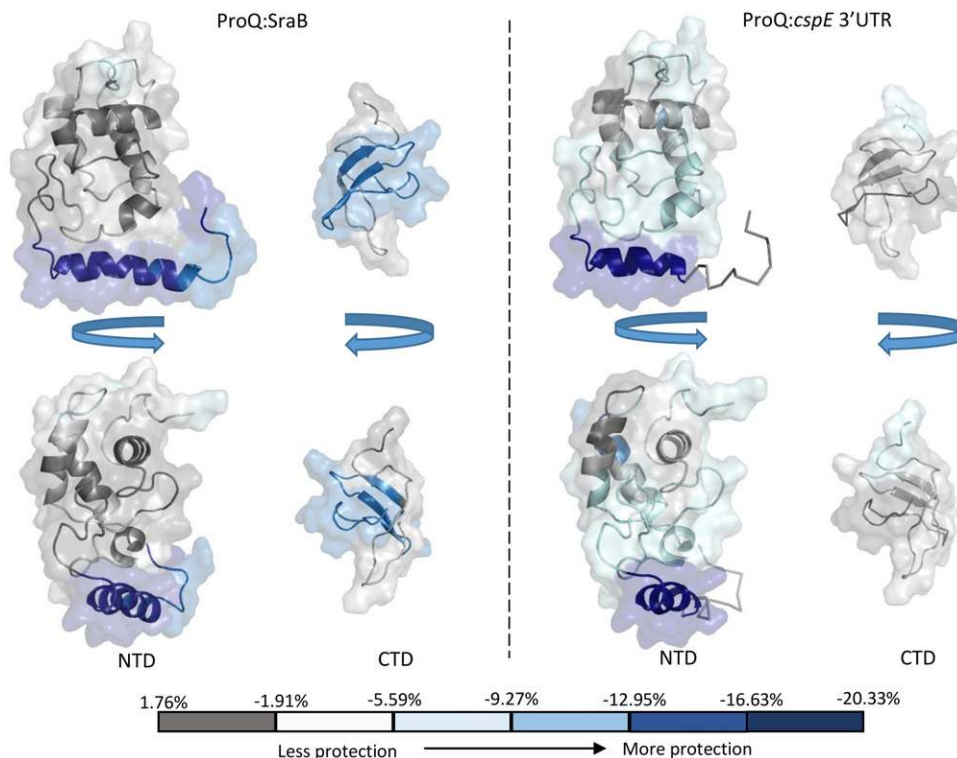 ProQ:SraB
ProQ:cspE 3’UTR
NTD
CTD
NTD
CTD
1.76% -1.91% -5.59% -9.27% -12.95% -16.63% -20.33%
Less protection More protection